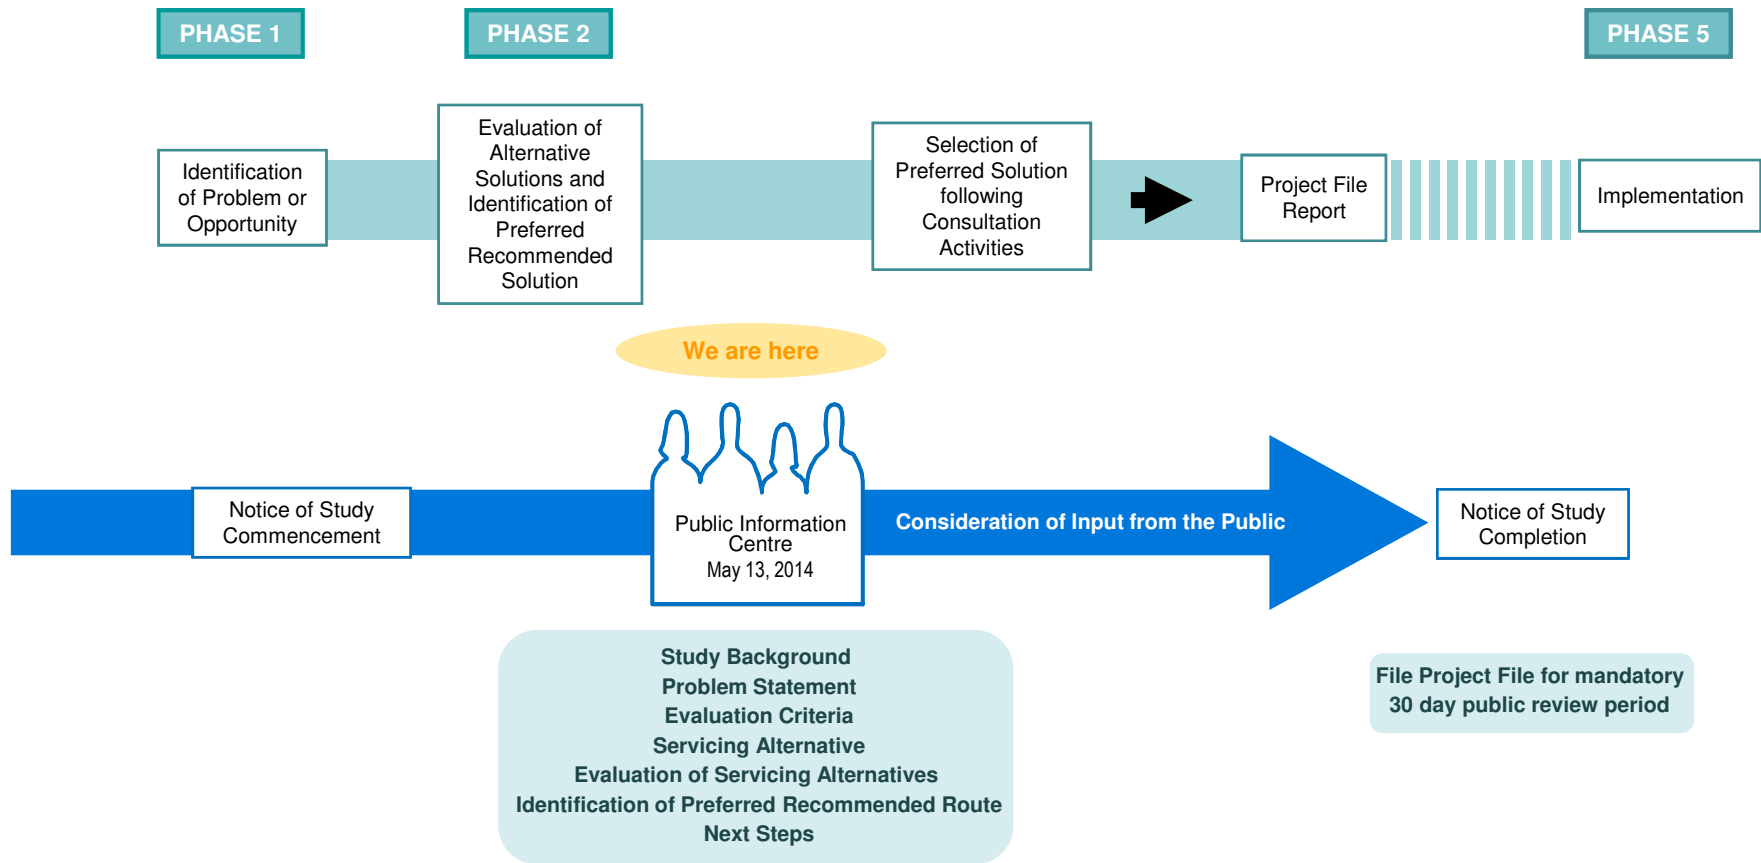 PHASE 1
PHASE 2
PHASE 5
Identification
of Problem or
Opportunity
Evaluation of
Alternative
Solutions and
Identification of
Preferred
Recommended
Solution
Selection of
Preferred Solution
following
Consultation
Activities
Project File
Report
Implementation
We are here
Notice of Study
Commencement
Public Information
Centre
May 13, 2014
Consideration of Input from the Public
Notice of Study
Completion
Study Background
Problem Statement
Evaluation Criteria
Servicing Alternative
Evaluation of Servicing Alternatives
Identification of Preferred Recommended Route
Next Steps
File Project File for mandatory
30 day public review period